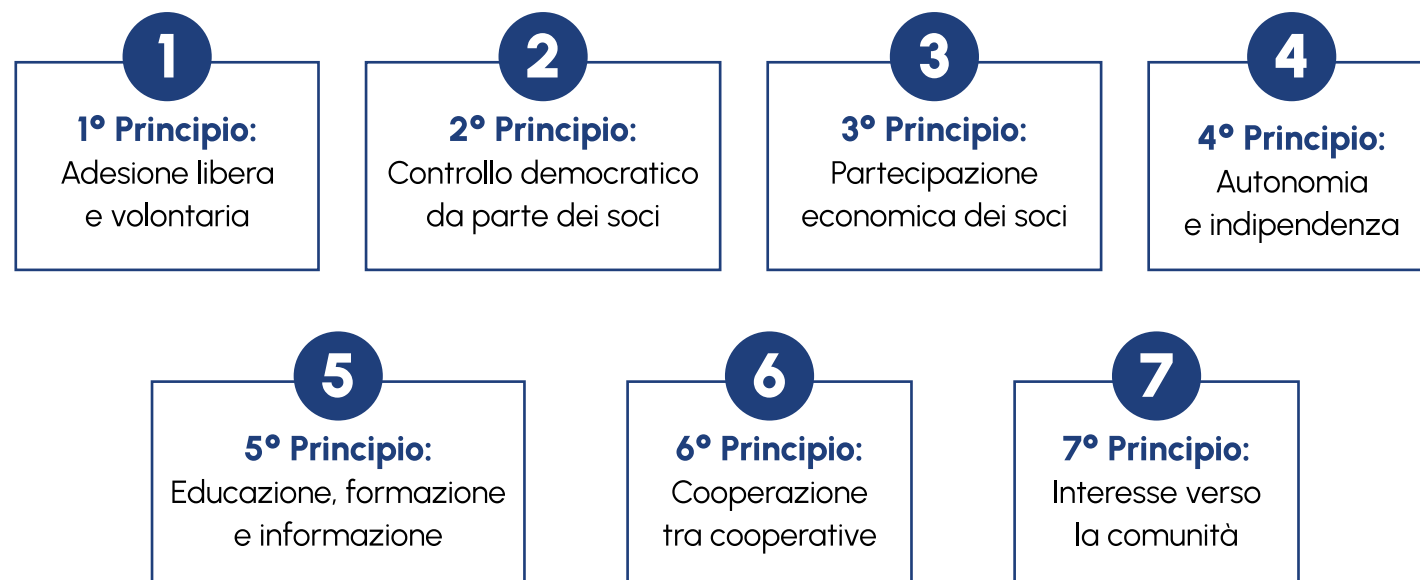 1
1° Principio:
Adesione libera
e volontaria
2
2° Principio:
Controllo democratico
da parte dei soci
3
3° Principio:
Partecipazione
economica dei soci
4
4° Principio:
Autonomia
e indipendenza
5
5° Principio:
Educazione, formazione
e informazione
6
6° Principio:
Cooperazione
tra cooperative
7
7° Principio:
Interesse verso
la comunità